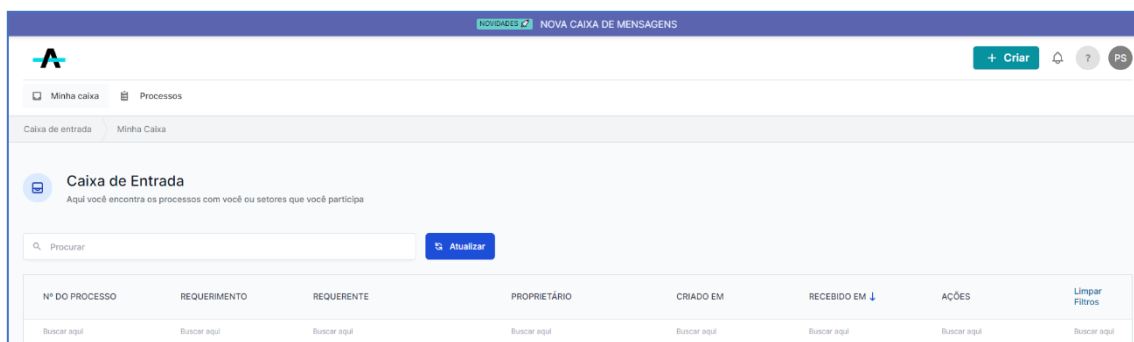 NOVIDADES 🚀 NOVA CAIXA DE MENSAGENS
A
+ Criar ? PS
Minha caixa Processos
Caixa de entrada Minha Caixa
Caixa de Entrada
Aqui você encontra os processos com você ou setores que você participa
Procurar Atualizar
Nº DO PROCESSO REQUERIMENTO REQUERENTE PROPRIETÁRIO CRIADO EM RECEBIDO EM ↓ AÇÕES Limpar
Filtros
Buscar aqui Buscar aqui Buscar aqui Buscar aqui Buscar aqui Buscar aqui Buscar aqui Buscar aqui